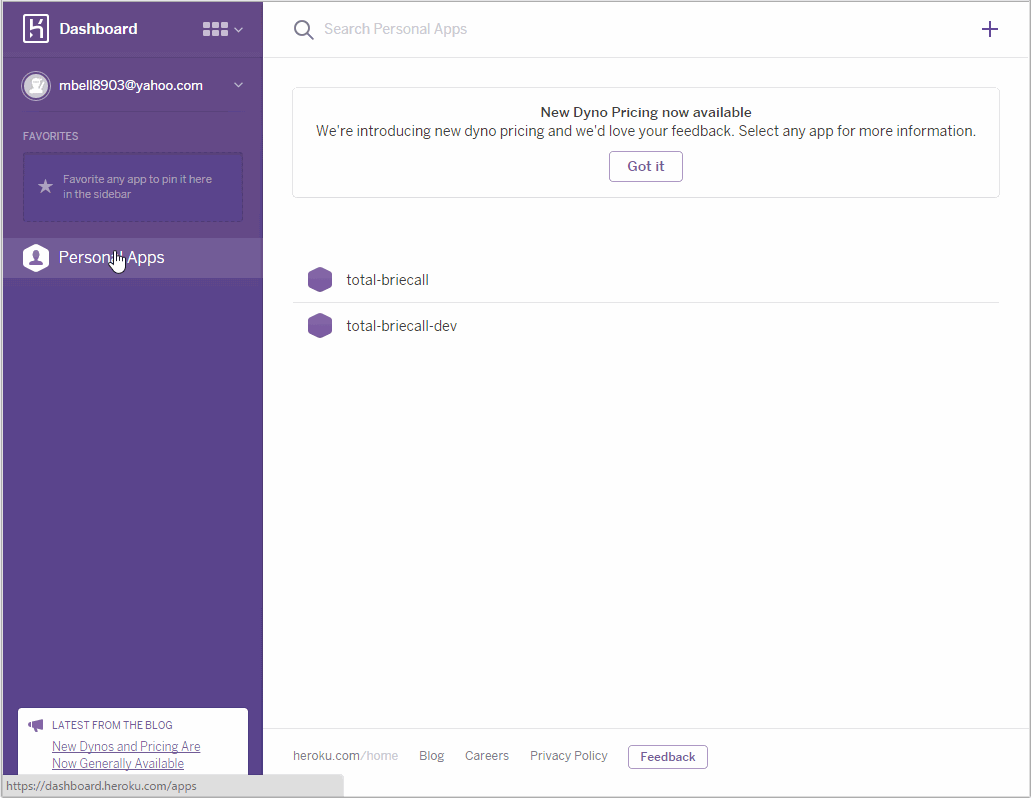 Dashboard
Search Personal Apps
mbell8903@yahoo.com
FAVORITES
Favorite any app to pin it here
in the sidebar
Personal Apps
New Dyno Pricing now available
We're introducing new dyno pricing and we'd love your feedback. Select any app for more information.
Got it
total-briecall
total-briecall-dev
LATEST FROM THE BLOG
New Dynos and Pricing Are
Now Generally Available
heroku.com/home Blog Careers Privacy Policy Feedback
https://dashboard.heroku.com/apps